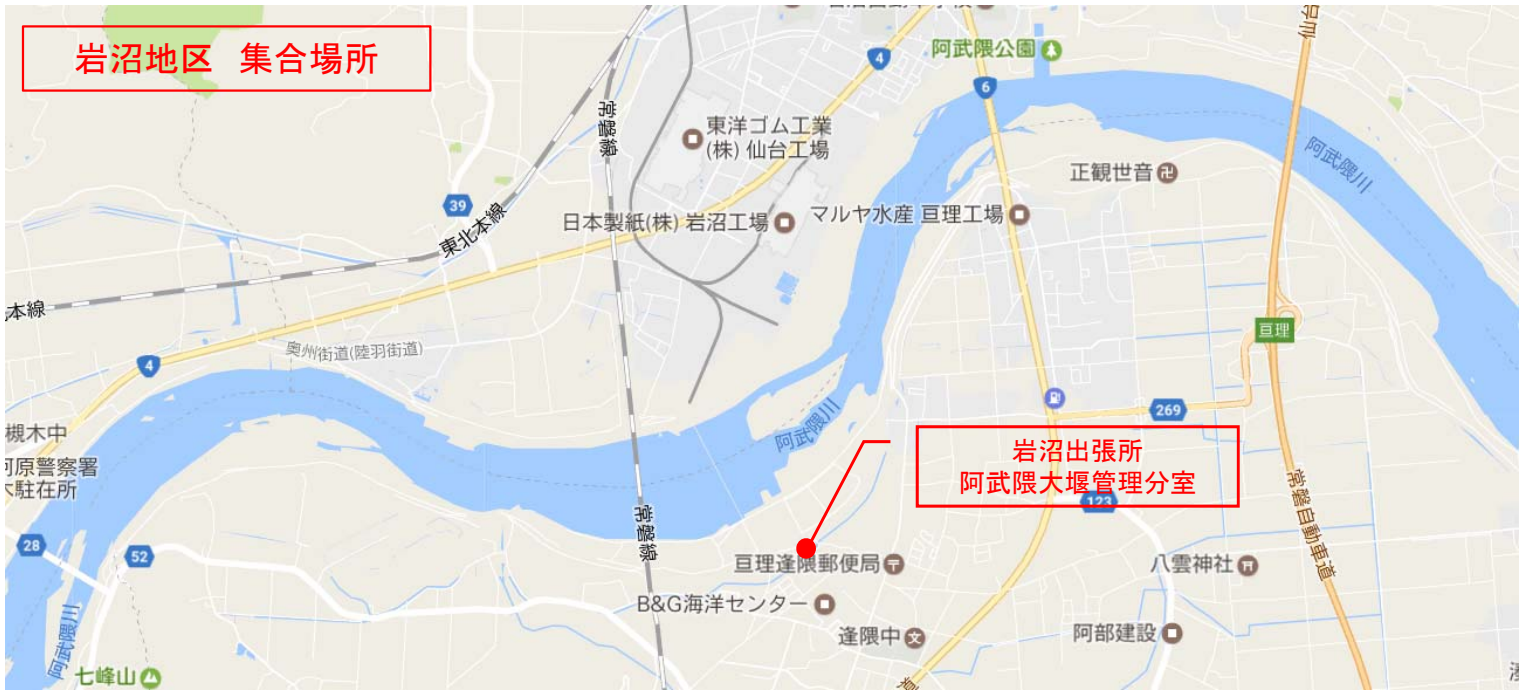 岩沼地区 集合場所
阿武隈公園
4
6
常磐線
東洋ゴム工業
(株) 仙台工場
阿武隈川
正観世音
39
東北本線
日本製紙(株) 岩沼工場
マルヤ水産 亘理工場
本線
亘理
奥州街道(陸羽街道)
4
269
槻木中
阿武隈川
岩沼出張所
阿武隈大堰管理分室
駐在所
123
常磐自動車道
常磐線
28
52
亘理逢隈郵便局
八雲神社
B&G海洋センター
逢隈中
阿部建設
阿武隈川
七峰山